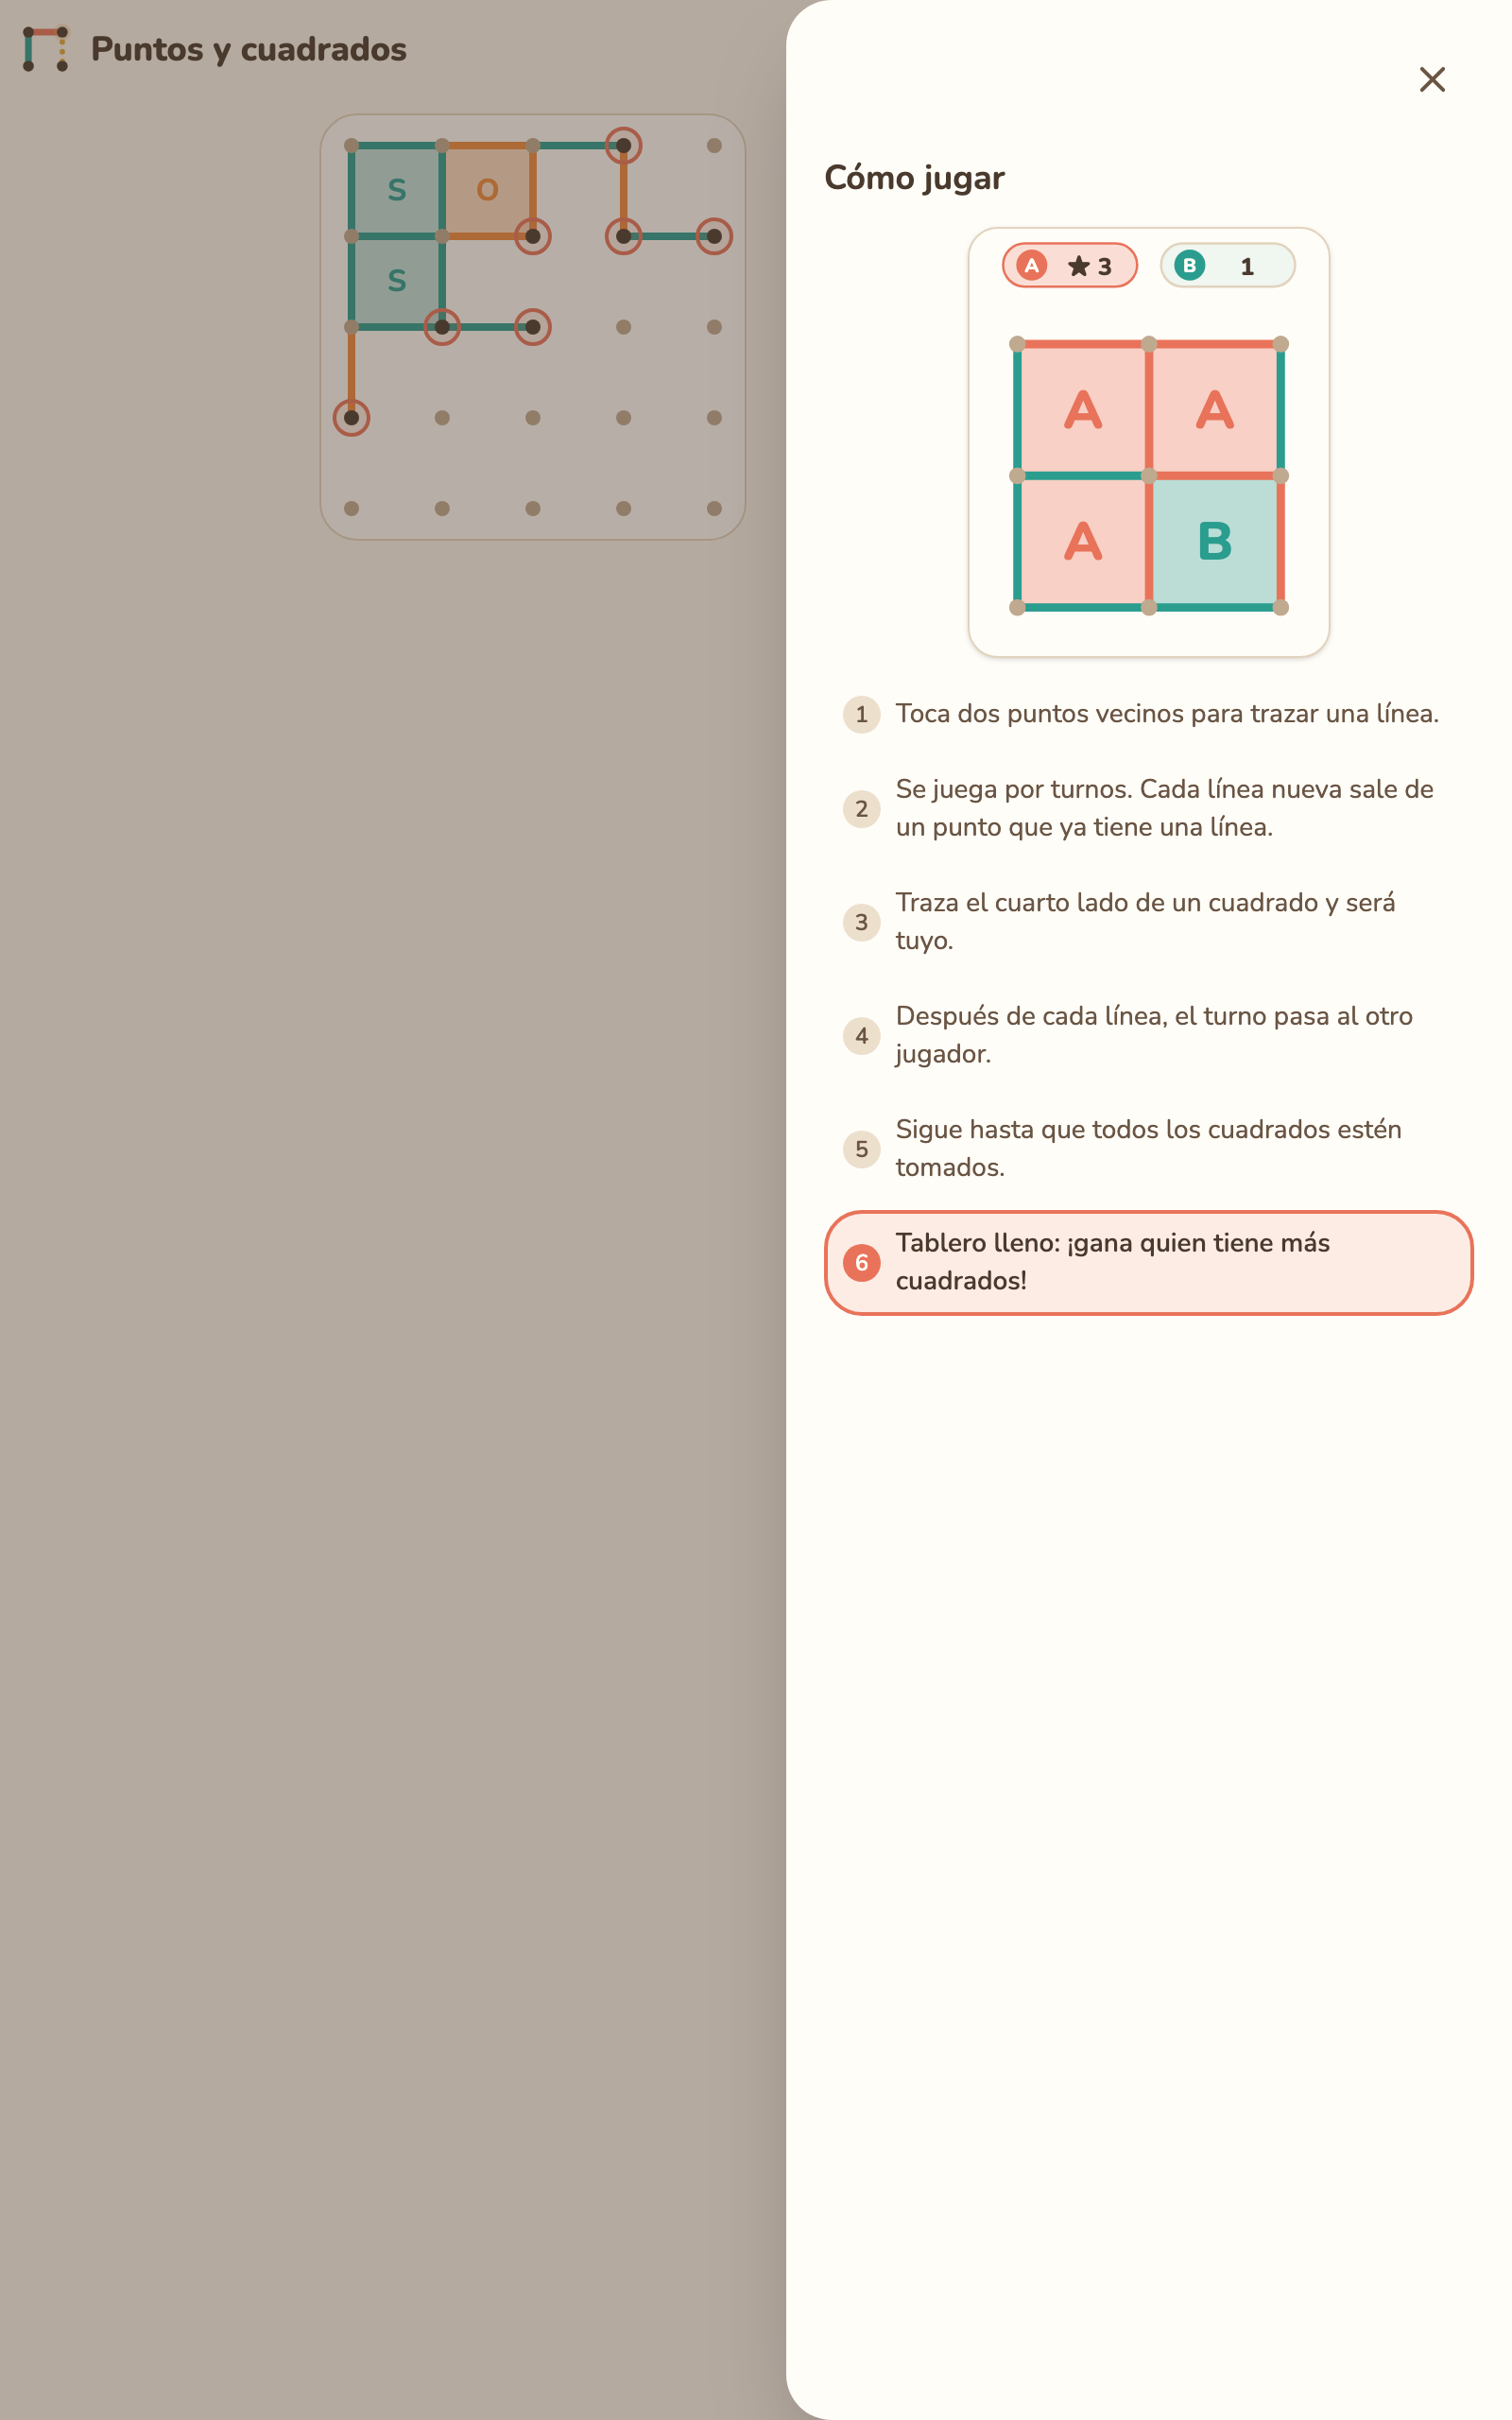 Puntos y cuadrados
S O
S
Cómo jugar
A ★ 3 B 1
A A
A B
1 Toca dos puntos vecinos para trazar una línea.
2 Se juega por turnos. Cada línea nueva sale de
un punto que ya tiene una línea.
3 Traza el cuarto lado de un cuadrado y será
tuyo.
4 Después de cada línea, el turno pasa al otro
jugador.
5 Sigue hasta que todos los cuadrados estén
tomados.
6 Tablero lleno: ¡gana quien tiene más
cuadrados!